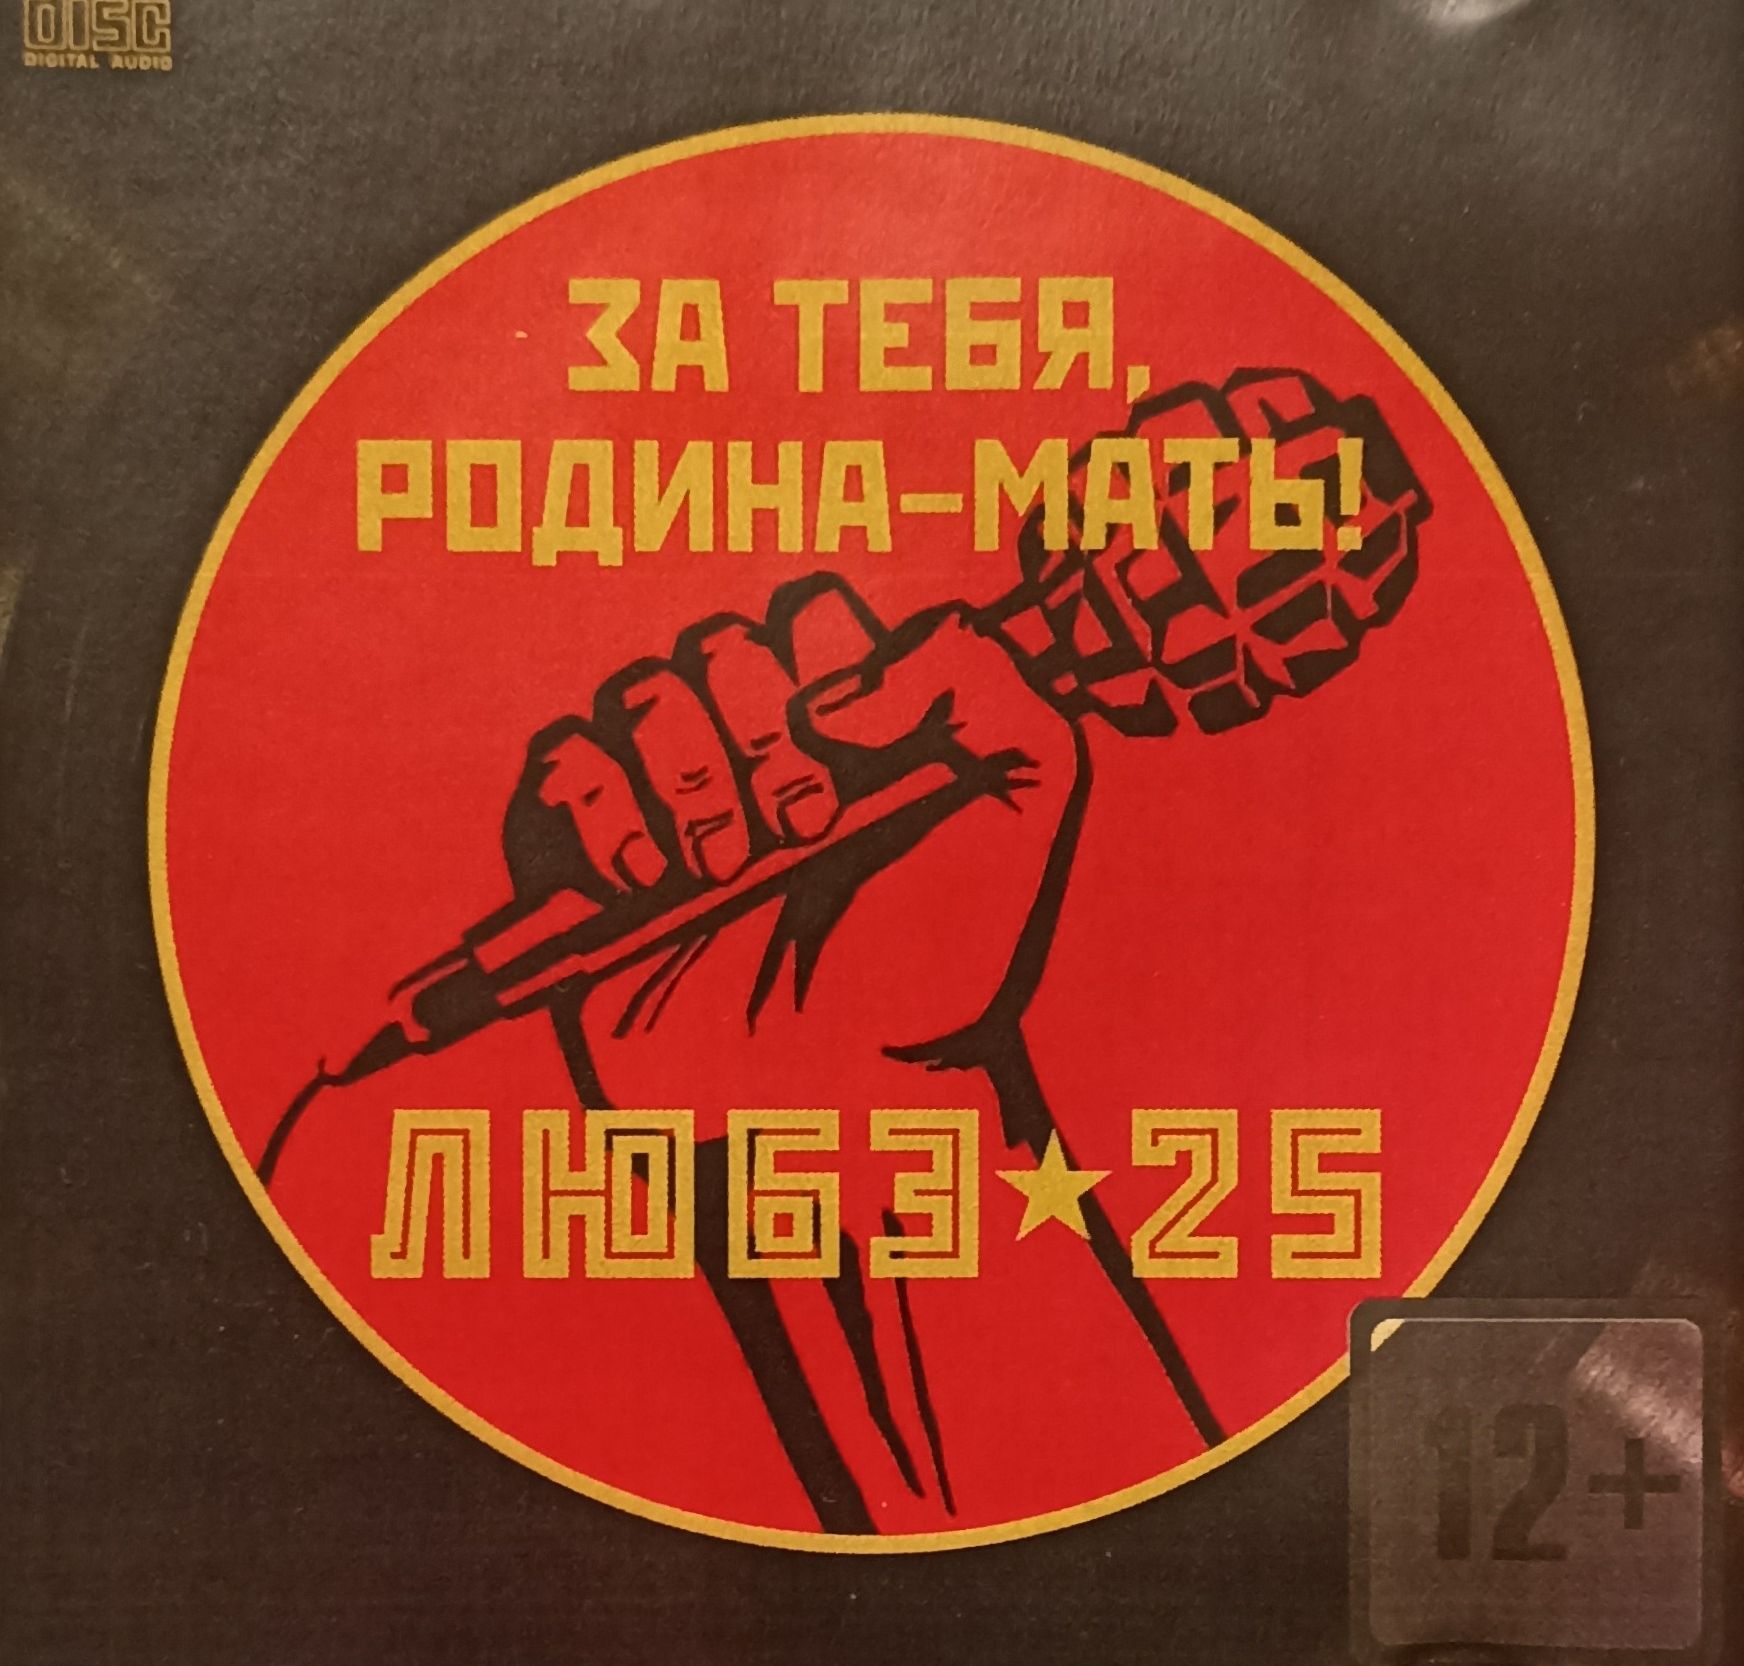 DISC
DIGITAL AUDIO
ЗА ТЕБЯ,
РОДИНА-МАТЬ!
ЛЮБЭ★25
12+